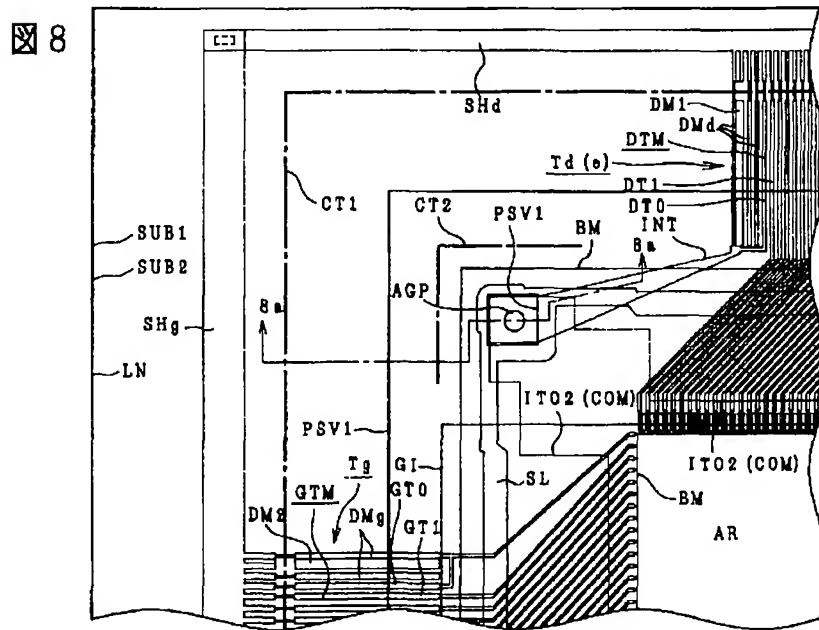 図8
SHd
DM1
DMd
DTM
Td (e)
DT1
DT0
CT1
CT2
PSV1
BM
INT
8a
SUB1
SUB2
AGP
SHg
8a
LN
ITO2 (COM)
PSV1
GI
Tg
GTM
GT0
SL
ITO2 (COM)
DM2
DMg
GT1
BM
AR